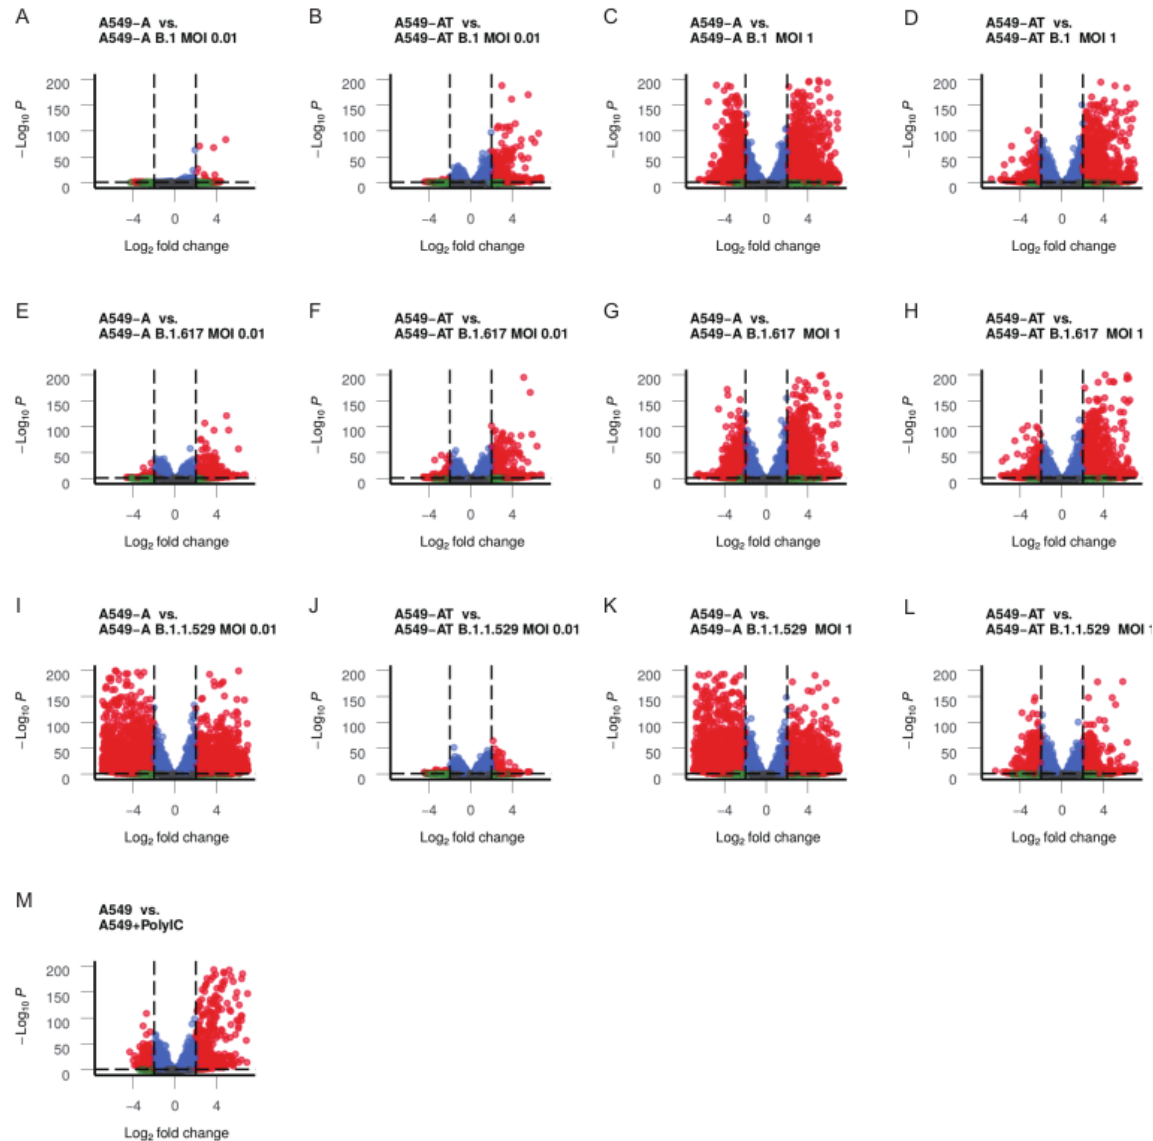 A
A549−A vs.
A549−A B.1 MOI 0.01
B
A549−AT vs.
A549−AT B.1 MOI 0.01
C
A549−A vs.
A549−A B.1 MOI 1
D
A549−AT vs.
A549−AT B.1 MOI 1
−Log10 P
200
150
100
50
0
−4 0 4
Log2 fold change
−Log10 P
200
150
100
50
0
−4 0 4
Log2 fold change
−Log10 P
200
150
100
50
0
−4 0 4
Log2 fold change
−Log10 P
200
150
100
50
0
−4 0 4
Log2 fold change
E
A549−A vs.
A549−A B.1.617 MOI 0.01
F
A549−AT vs.
A549−AT B.1.617 MOI 0.01
G
A549−A vs.
A549−A B.1.617 MOI 1
H
A549−AT vs.
A549−AT B.1.617 MOI 1
−Log10 P
200
150
100
50
0
−4 0 4
Log2 fold change
−Log10 P
200
150
100
50
0
−4 0 4
Log2 fold change
−Log10 P
200
150
100
50
0
−4 0 4
Log2 fold change
−Log10 P
200
150
100
50
0
−4 0 4
Log2 fold change
I
A549−A vs.
A549−A B.1.1.529 MOI 0.01
J
A549−AT vs.
A549−AT B.1.1.529 MOI 0.01
K
A549−A vs.
A549−A B.1.1.529 MOI 1
L
A549−AT vs.
A549−AT B.1.1.529 MOI 1
−Log10 P
200
150
100
50
0
−4 0 4
Log2 fold change
−Log10 P
200
150
100
50
0
−4 0 4
Log2 fold change
−Log10 P
200
150
100
50
0
−4 0 4
Log2 fold change
−Log10 P
200
150
100
50
0
−4 0 4
Log2 fold change
M
A549 vs.
A549+PolyIC
−Log10 P
200
150
100
50
0
−4 0 4
Log2 fold change